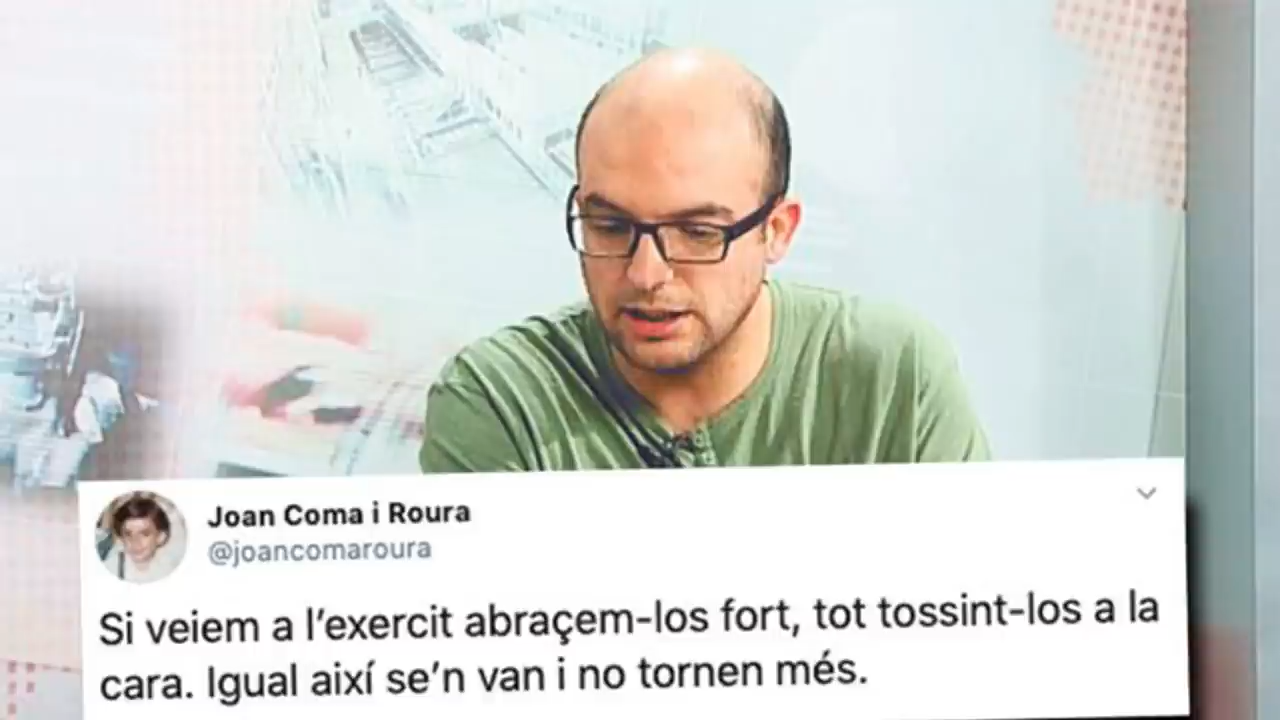 Joan Coma i Roura
@joancomaroura
Si veiem a l’exercit abraçem-los fort, tot tossint-los a la
cara. Igual així se’n van i no tornen més.